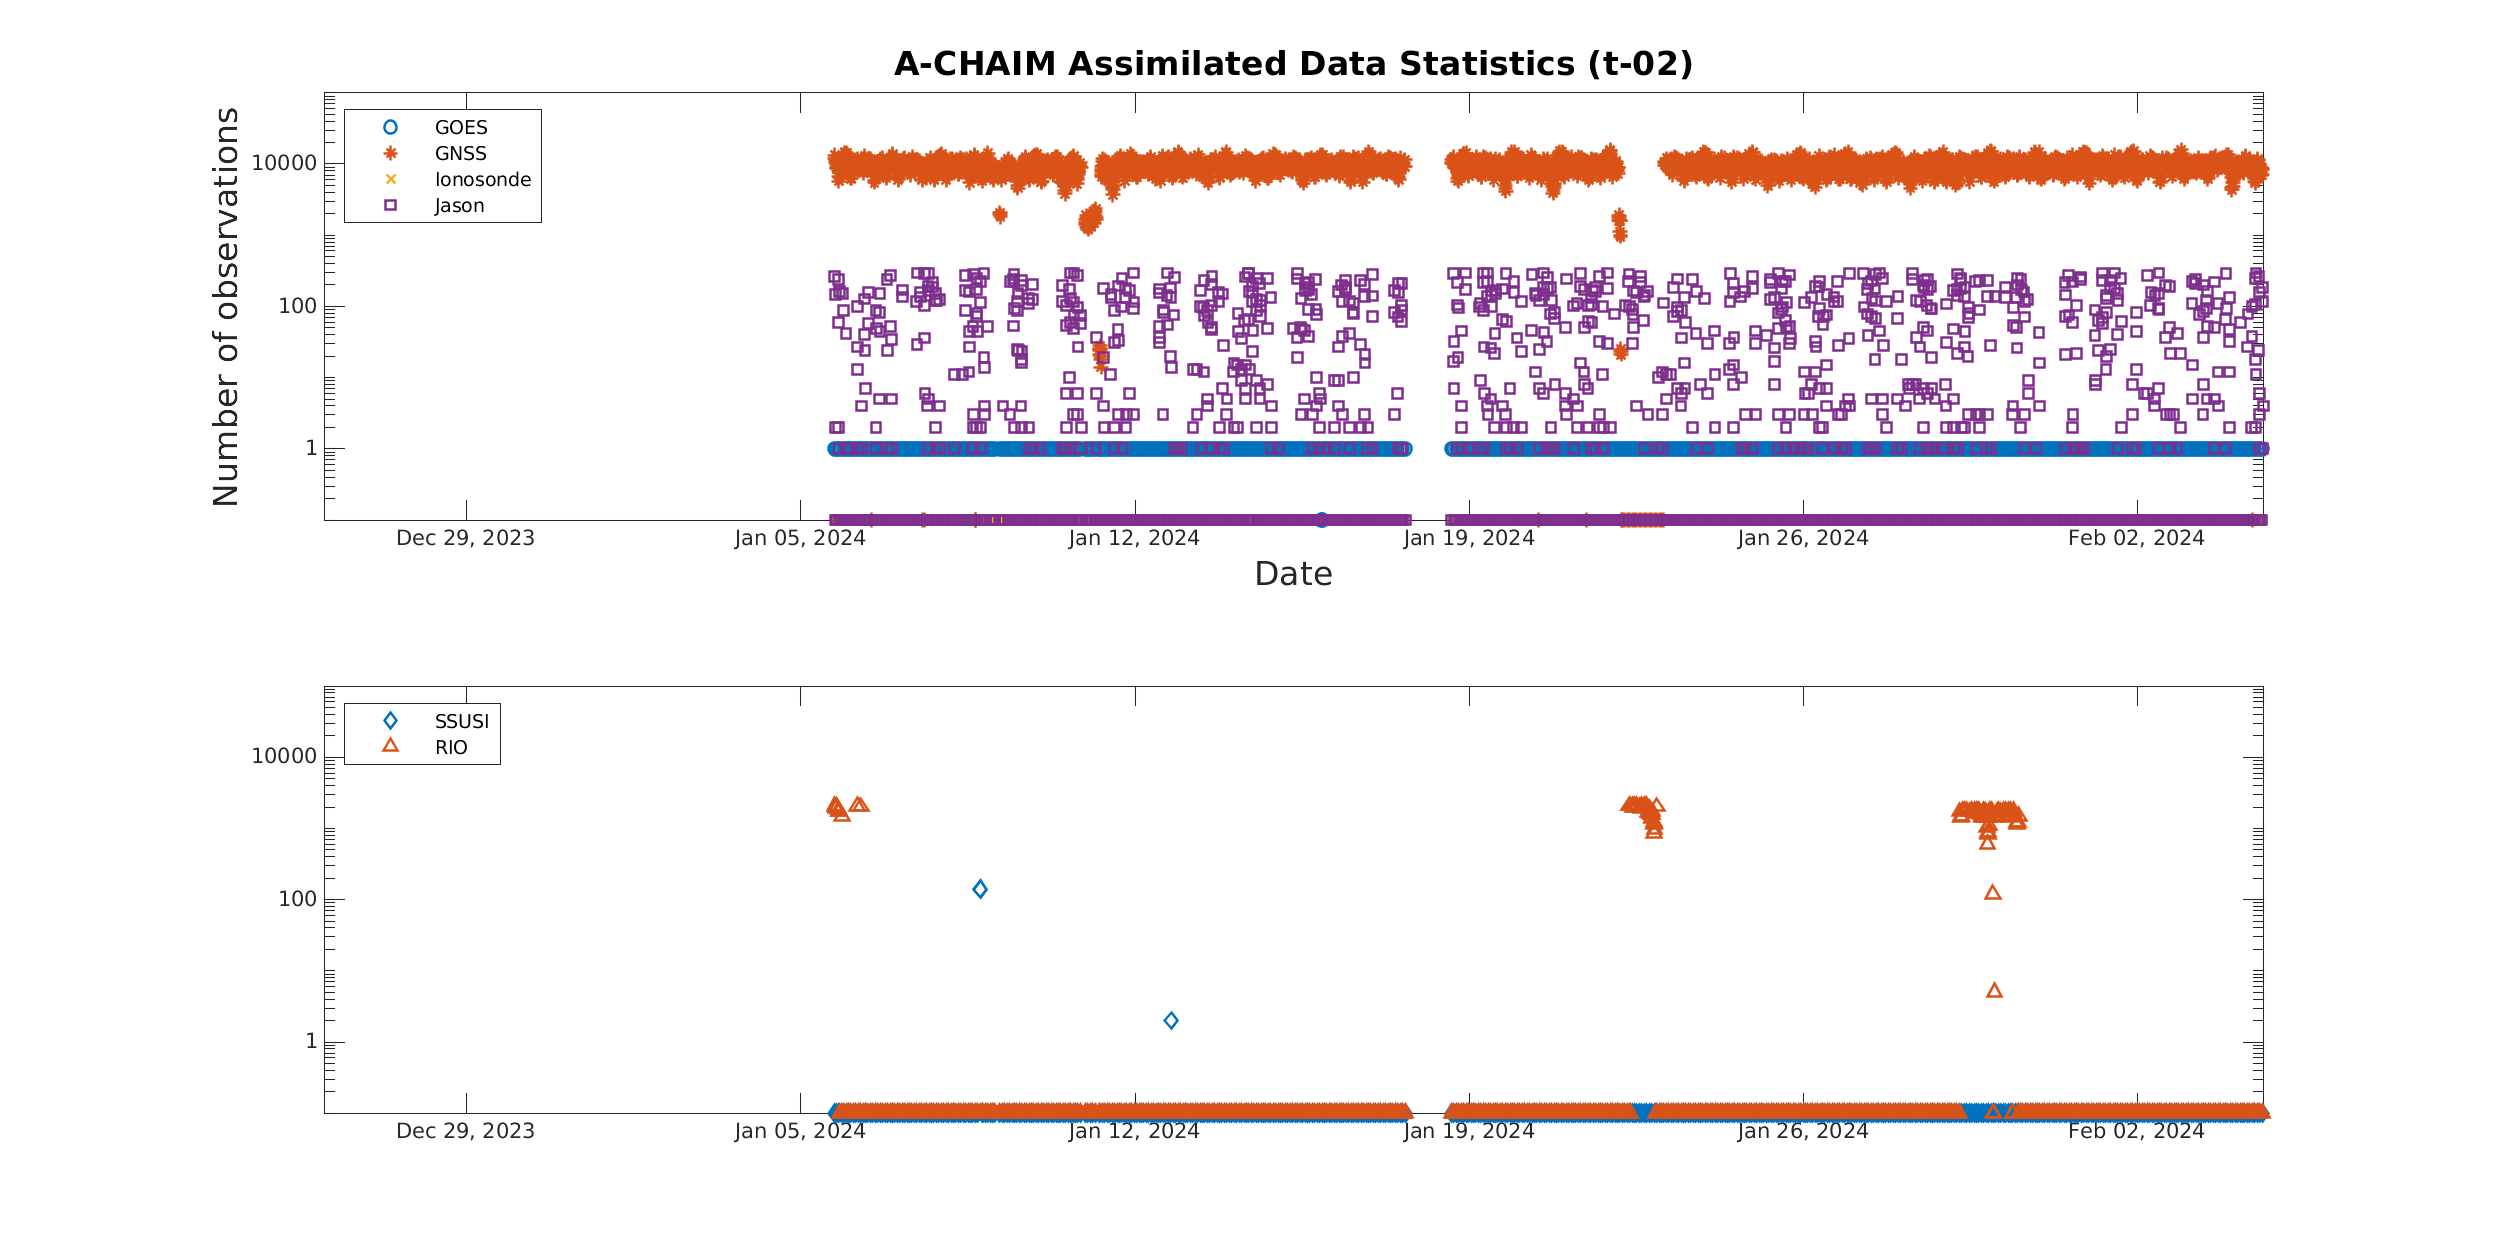 A-CHAIM Assimilated Data Statistics (t-02)
Number of observations
10000
100
1
GOES
GNSS
Ionosonde
Jason
Dec 29, 2023
Jan 05, 2024
Jan 12, 2024
Jan 19, 2024
Jan 26, 2024
Feb 02, 2024
Date
10000
100
1
SSUSI
RIO
Dec 29, 2023
Jan 05, 2024
Jan 12, 2024
Jan 19, 2024
Jan 26, 2024
Feb 02, 2024